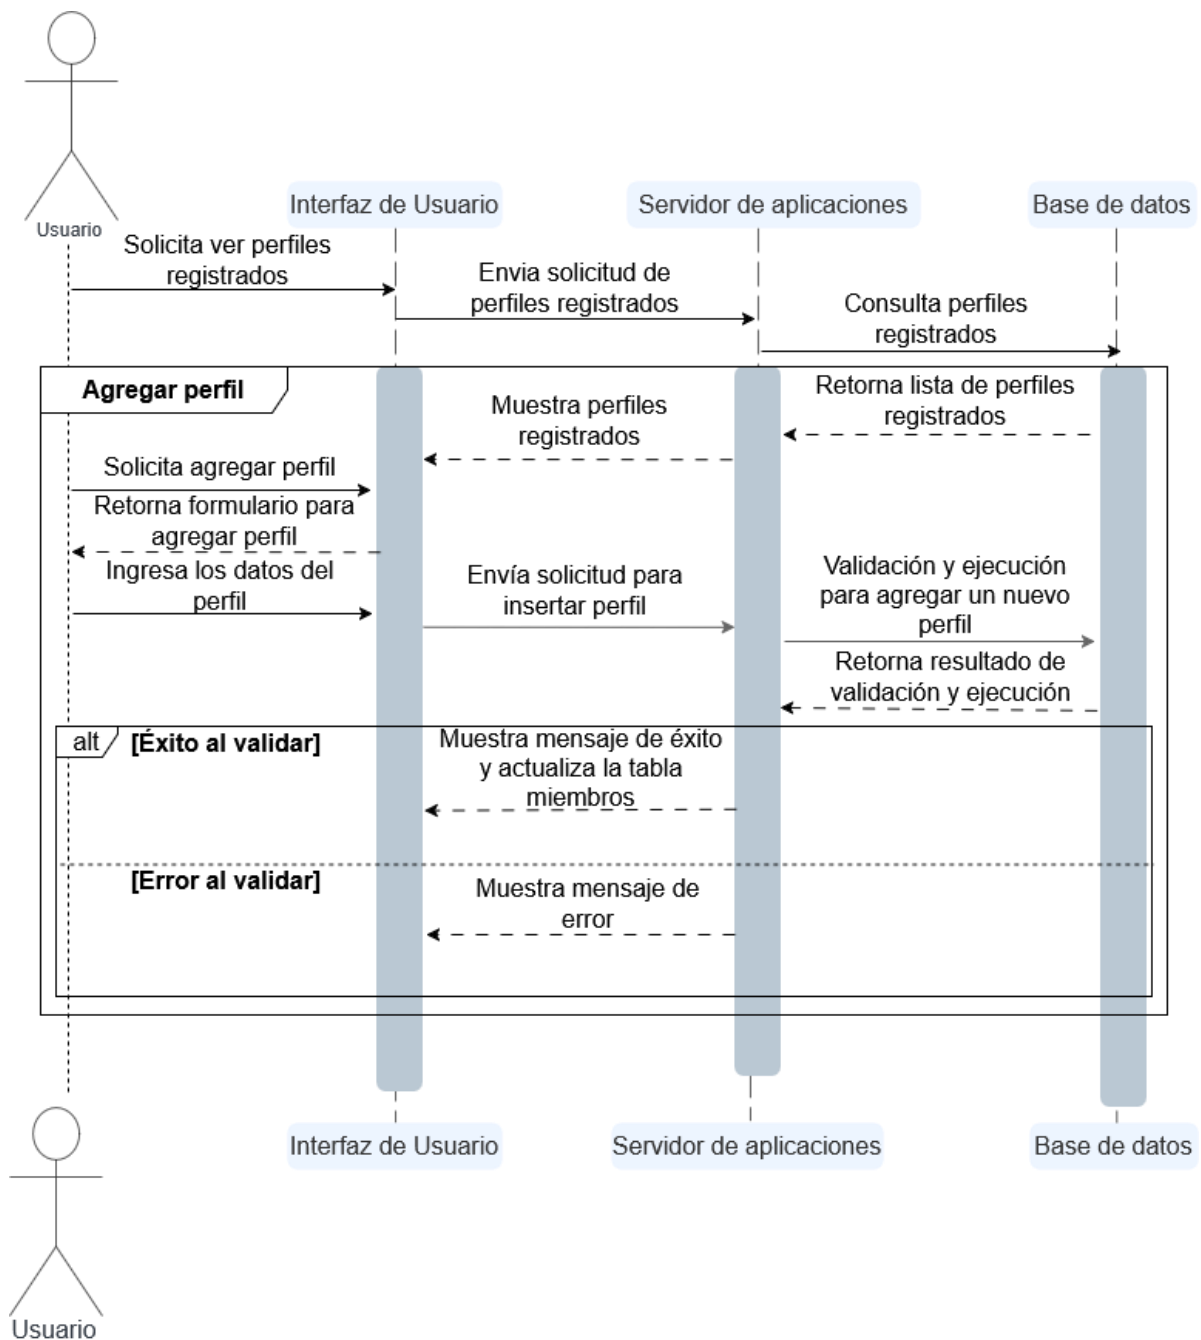 Usuario
Interfaz de Usuario
Servidor de aplicaciones
Base de datos
Solicita ver perfiles
registrados
Envia solicitud de
perfiles registrados
Consulta perfiles
registrados
Agregar perfil
Retorna lista de perfiles
registrados
Muestra perfiles
registrados
Solicita agregar perfil
Retorna formulario para
agregar perfil
Ingresa los datos del
perfil
Envía solicitud para
insertar perfil
Validación y ejecución
para agregar un nuevo
perfil
Retorna resultado de
validación y ejecución
alt
[Éxito al validar]
Muestra mensaje de éxito
y actualiza la tabla
miembros
[Error al validar]
Muestra mensaje de
error
Interfaz de Usuario
Servidor de aplicaciones
Base de datos
Usuario